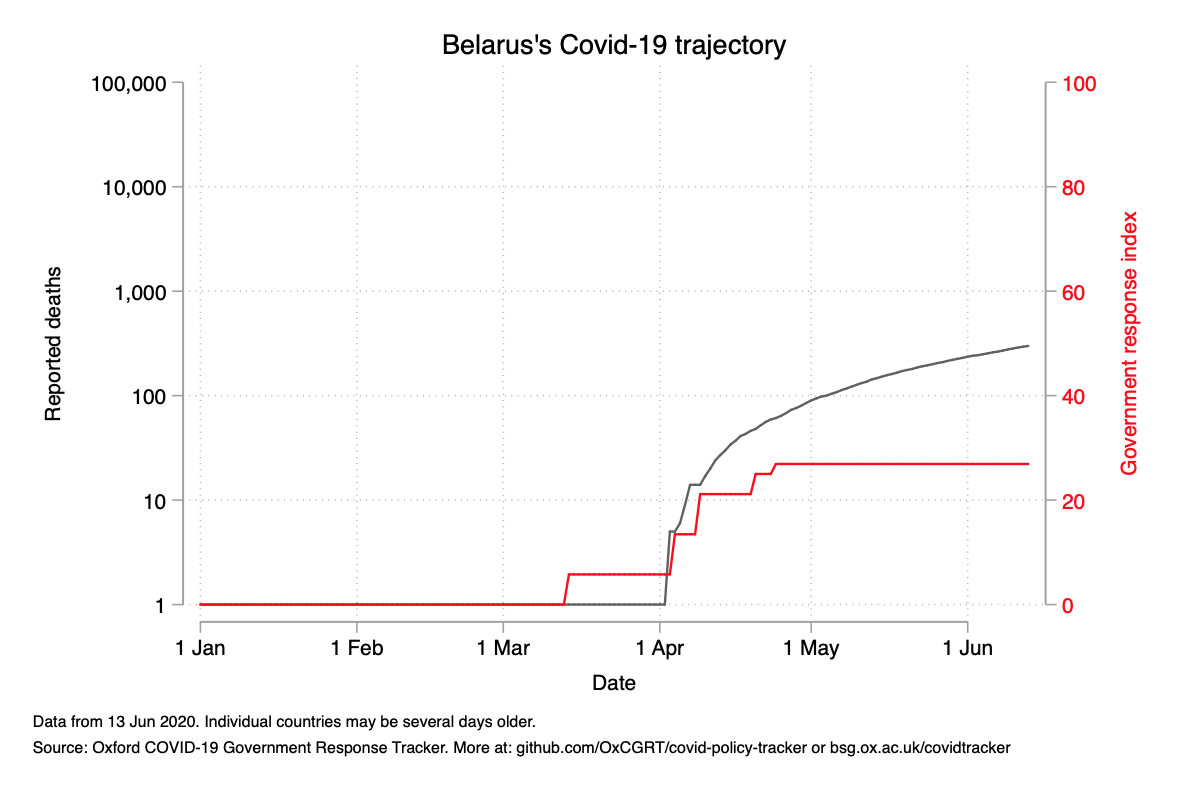 Belarus's Covid-19 trajectory
100,000
10,000
1,000
100
10
1
Reported deaths
100
80
60
40
20
0
Government response index
1 Jan
1 Feb
1 Mar
1 Apr
1 May
1 Jun
Date
Data from 13 Jun 2020. Individual countries may be several days older.
Source: Oxford COVID-19 Government Response Tracker. More at: github.com/OxCGRT/covid-policy-tracker or bsg.ox.ac.uk/covidtracker